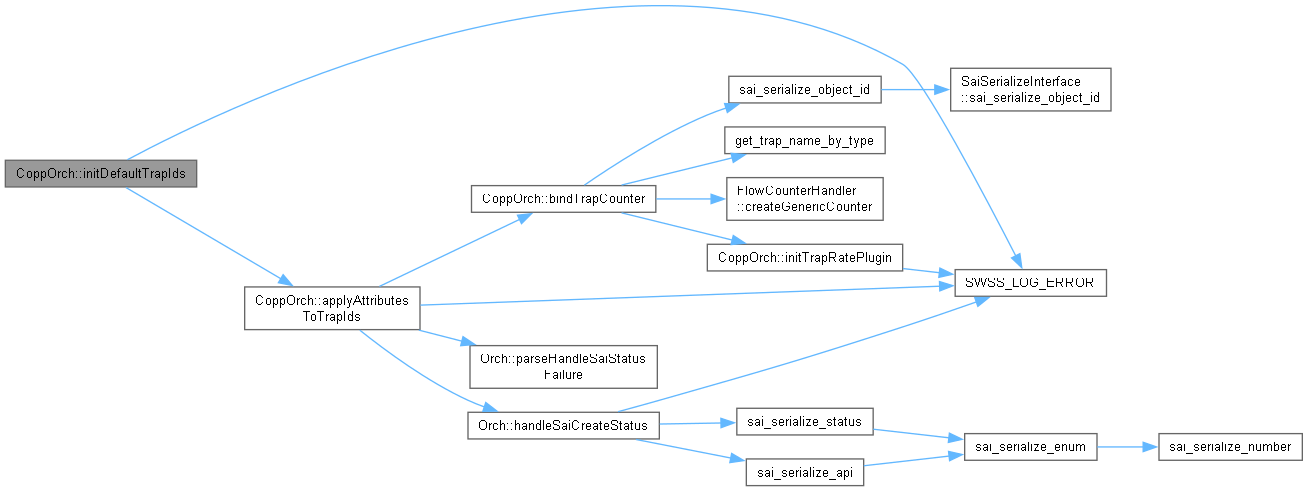 CoppOrch::initDefaultTrapIds
CoppOrch::applyAttributes
ToTrapIds
CoppOrch::bindTrapCounter
Orch::parseHandleSaiStatus
Failure
Orch::handleSaiCreateStatus
sai_serialize_object_id
get_trap_name_by_type
FlowCounterHandler
::createGenericCounter
CoppOrch::initTrapRatePlugin
sai_serialize_status
sai_serialize_api
SaiSerializeInterface
::sai_serialize_object_id
SWSS_LOG_ERROR
sai_serialize_enum
sai_serialize_number